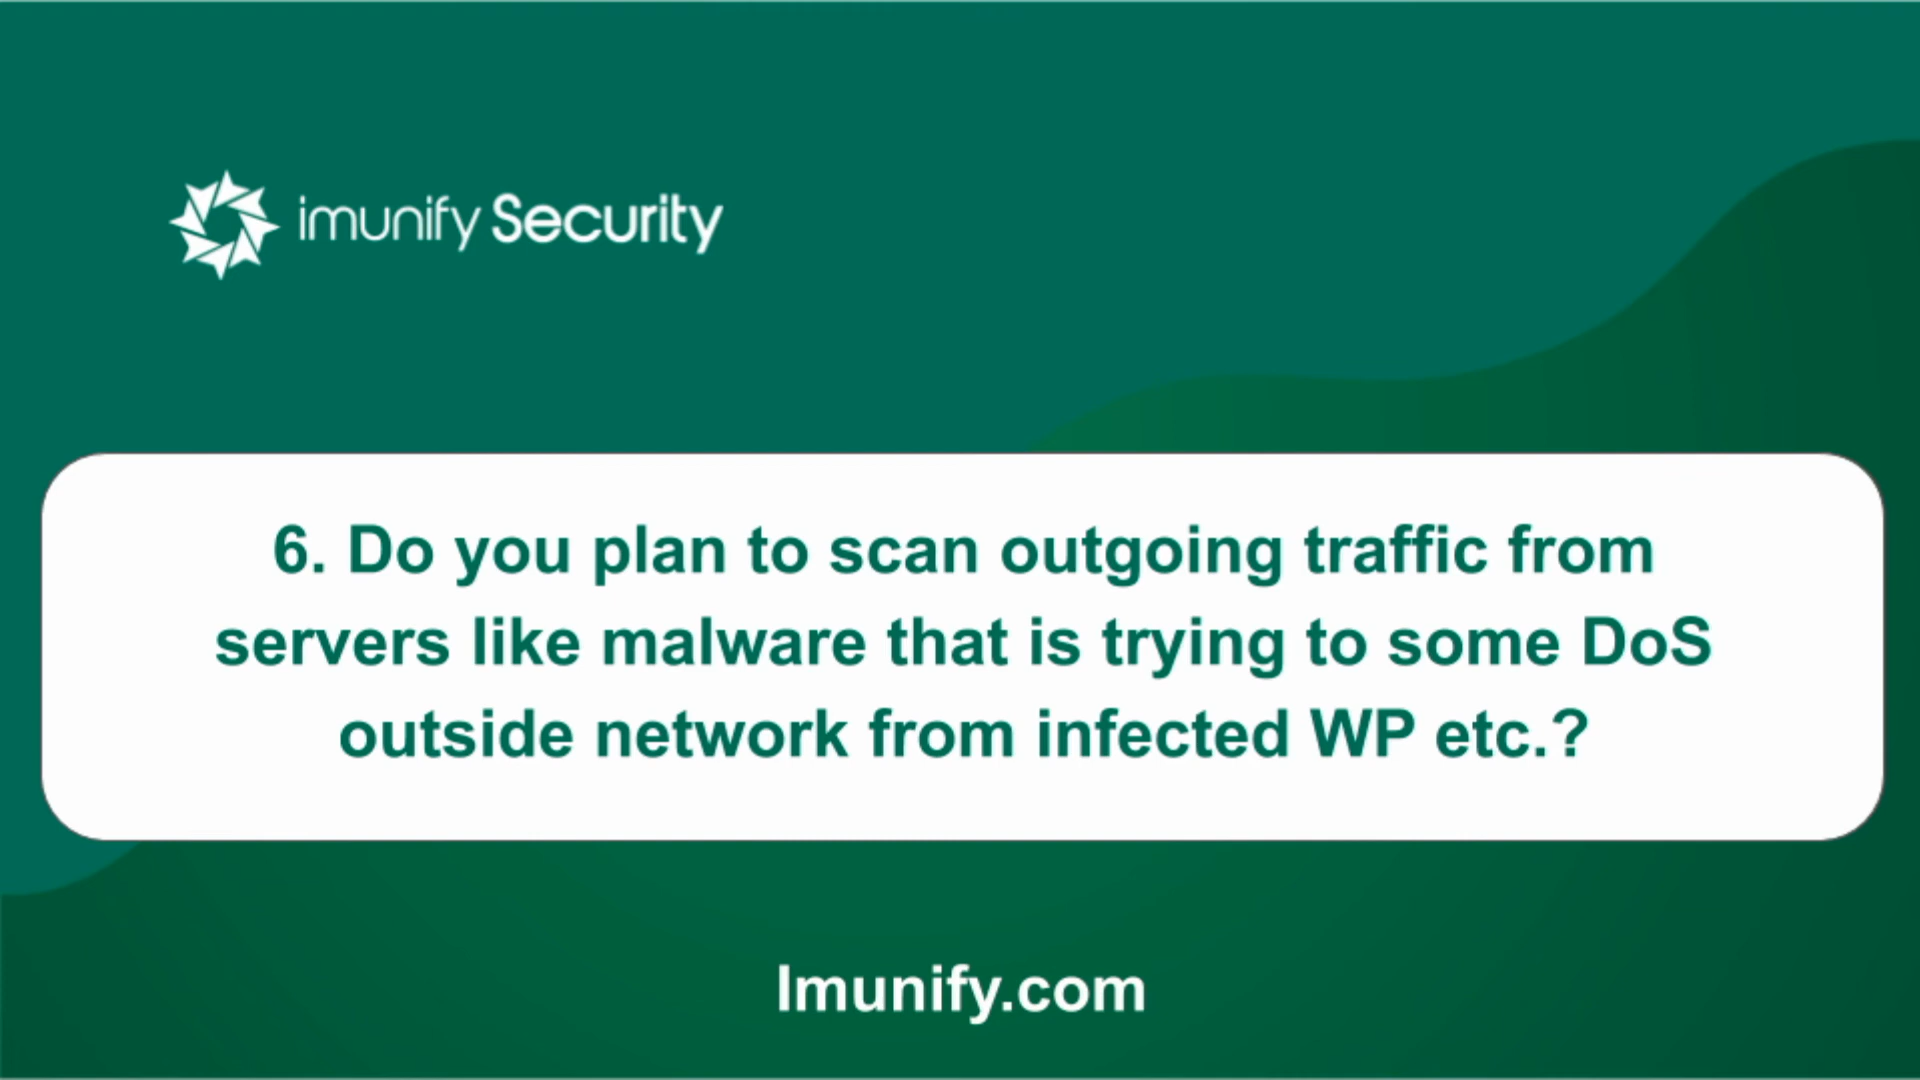 imunify Security
6. Do you plan to scan outgoing traffic from
servers like malware that is trying to some DoS
outside network from infected WP etc.?
Imunify.com